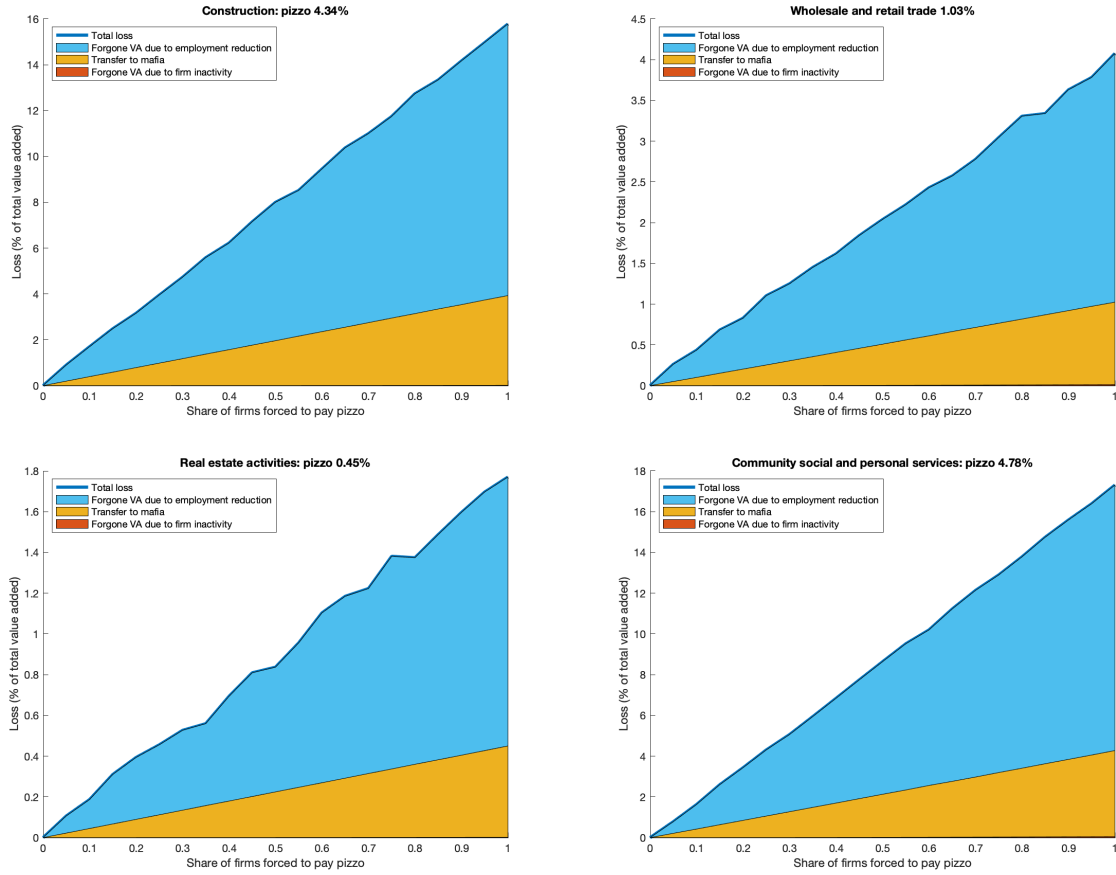 Construction: pizzo 4.34%
16
14
12
10
8
6
4
2
0
Loss (% of total value added)
Total loss
Forgone VA due to employment reduction
Transfer to mafia
Forgone VA due to firm inactivity
0 0.1 0.2 0.3 0.4 0.5 0.6 0.7 0.8 0.9 1
Share of firms forced to pay pizzo
Wholesale and retail trade 1.03%
4.5
4
3.5
3
2.5
2
1.5
1
0.5
0
Loss (% of total value added)
Total loss
Forgone VA due to employment reduction
Transfer to mafia
Forgone VA due to firm inactivity
0 0.1 0.2 0.3 0.4 0.5 0.6 0.7 0.8 0.9 1
Share of firms forced to pay pizzo
Real estate activities: pizzo 0.45%
1.8
1.6
1.4
1.2
1
0.8
0.6
0.4
0.2
0
Loss (% of total value added)
Total loss
Forgone VA due to employment reduction
Transfer to mafia
Forgone VA due to firm inactivity
0 0.1 0.2 0.3 0.4 0.5 0.6 0.7 0.8 0.9 1
Share of firms forced to pay pizzo
Community social and personal services: pizzo 4.78%
18
16
14
12
10
8
6
4
2
0
Loss (% of total value added)
Total loss
Forgone VA due to employment reduction
Transfer to mafia
Forgone VA due to firm inactivity
0 0.1 0.2 0.3 0.4 0.5 0.6 0.7 0.8 0.9 1
Share of firms forced to pay pizzo